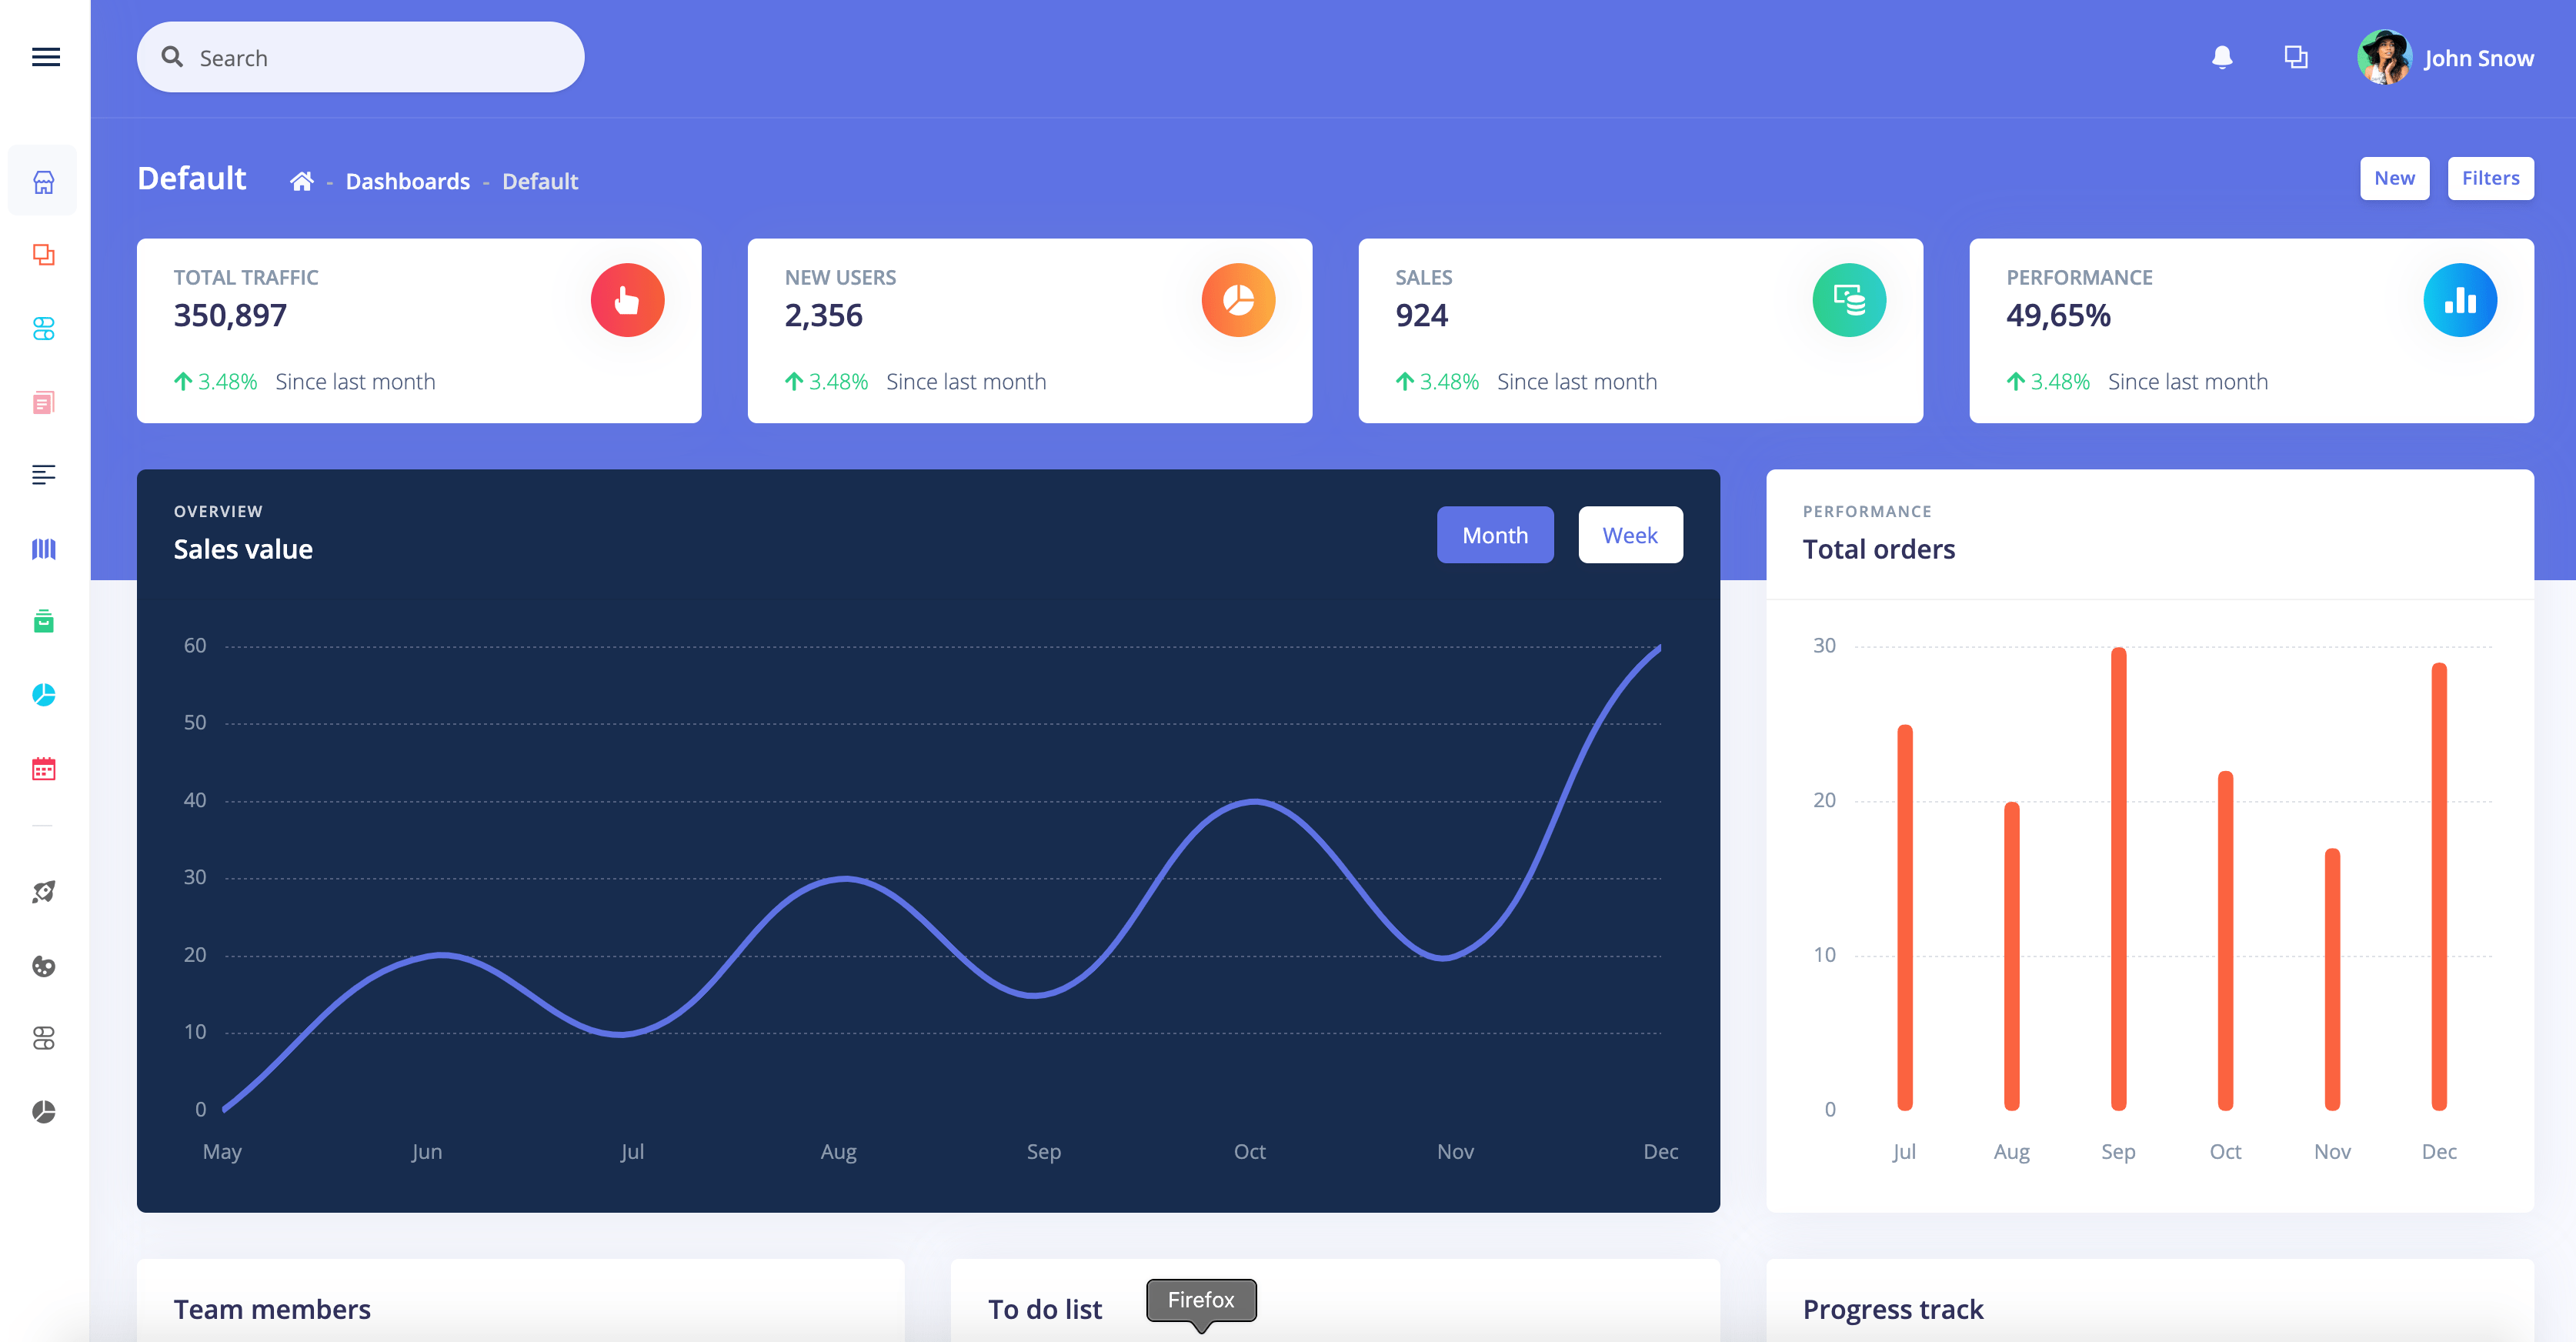 Search
John Snow
Default
- Dashboards - Default
New
Filters
TOTAL TRAFFIC
350,897
3.48% Since last month
NEW USERS
2,356
3.48% Since last month
SALES
924
3.48% Since last month
PERFORMANCE
49,65%
3.48% Since last month
OVERVIEW
Sales value
Month
Week
60
50
40
30
20
10
0
May Jun Jul Aug Sep Oct Nov Dec
PERFORMANCE
Total orders
30
20
10
0
Jul Aug Sep Oct Nov Dec
Team members
To do list
Firefox
Progress track